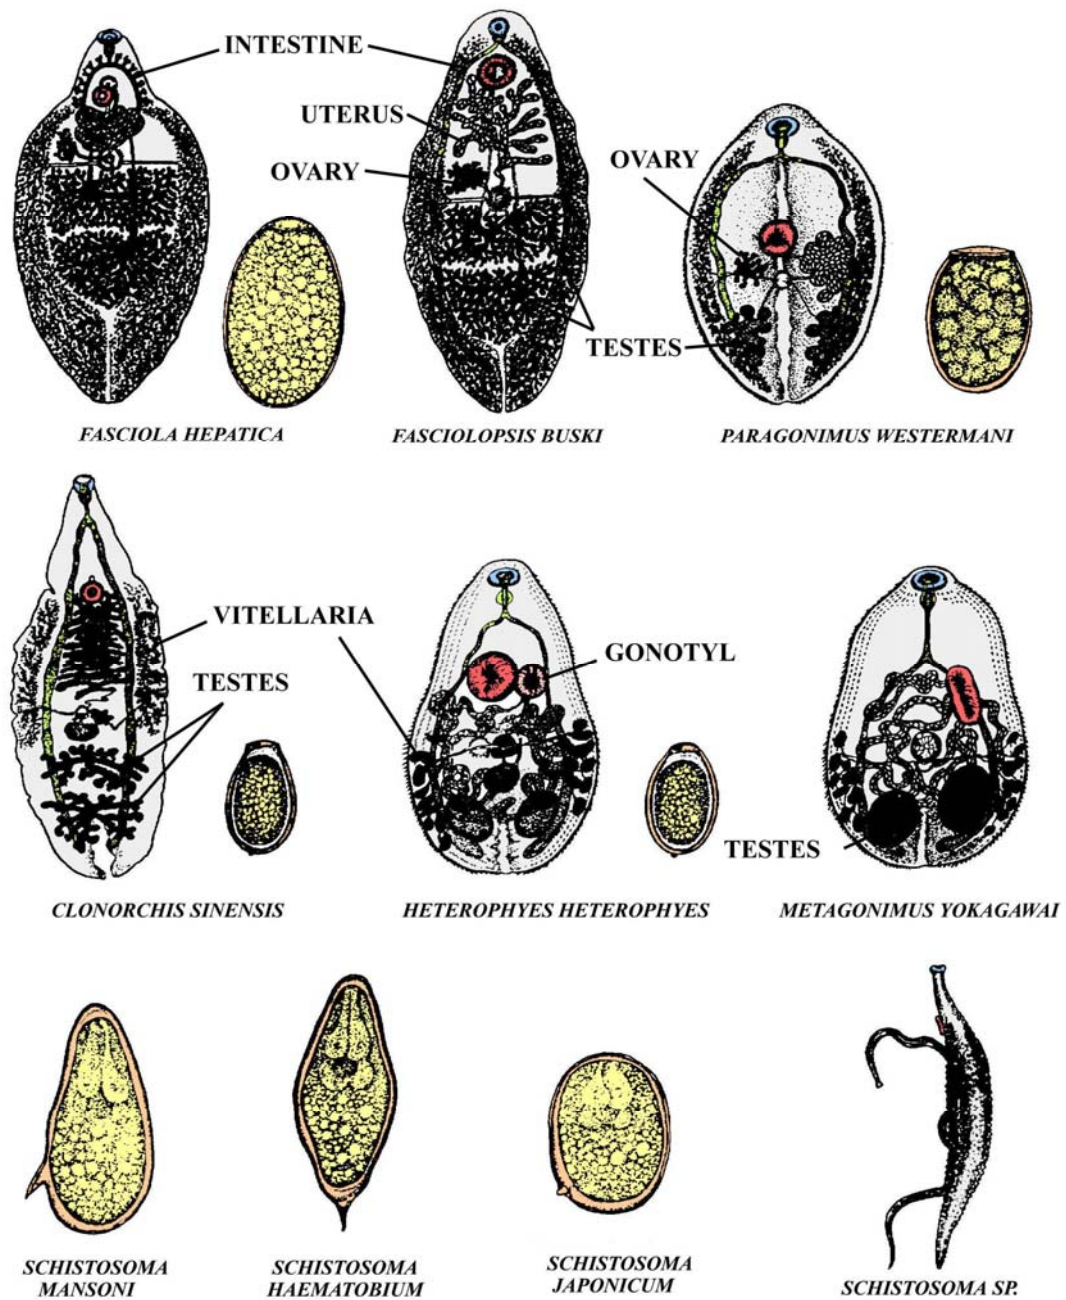 INTESTINE
UTERUS
OVARY
OVARY
TESTES
FASCIOLA HEPATICA
FASCIOLOPSIS BUSKI
PARAGONIMUS WESTERMANI
VITELLARIA
GONOTYL
TESTES
TESTES
CLONORCHIS SINENSIS
HETEROPHYES HETEROPHYES
METAGONIMUS YOKAGAWAI
SCHISTOSOMA
MANSONI
SCHISTOSOMA
HAEMATOBIUM
SCHISTOSOMA
JAPONICUM
SCHISTOSOMA SP.